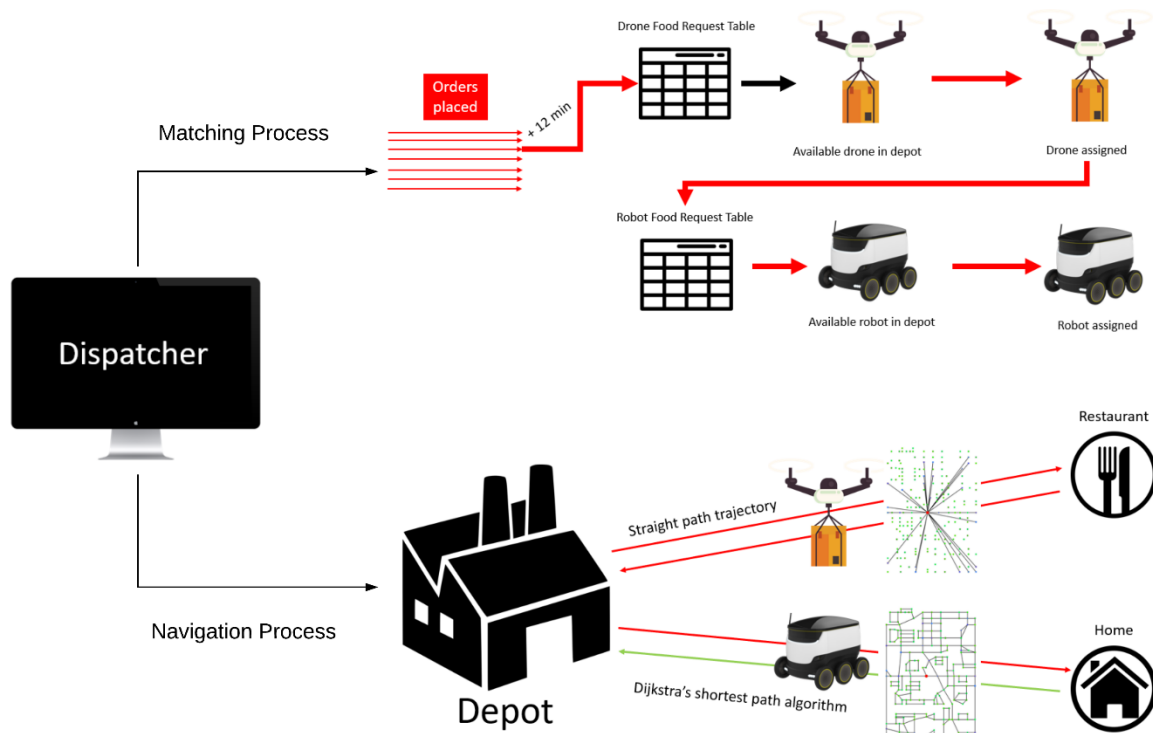 Drone Food Request Table
Orders
placed
+ 12 min
Matching Process
Available drone in depot
Drone assigned
Robot Food Request Table
Available robot in depot
Robot assigned
Dispatcher
Restaurant
Straight path trajectory
Navigation Process
Home
Dijkstra's shortest path algorithm
Depot